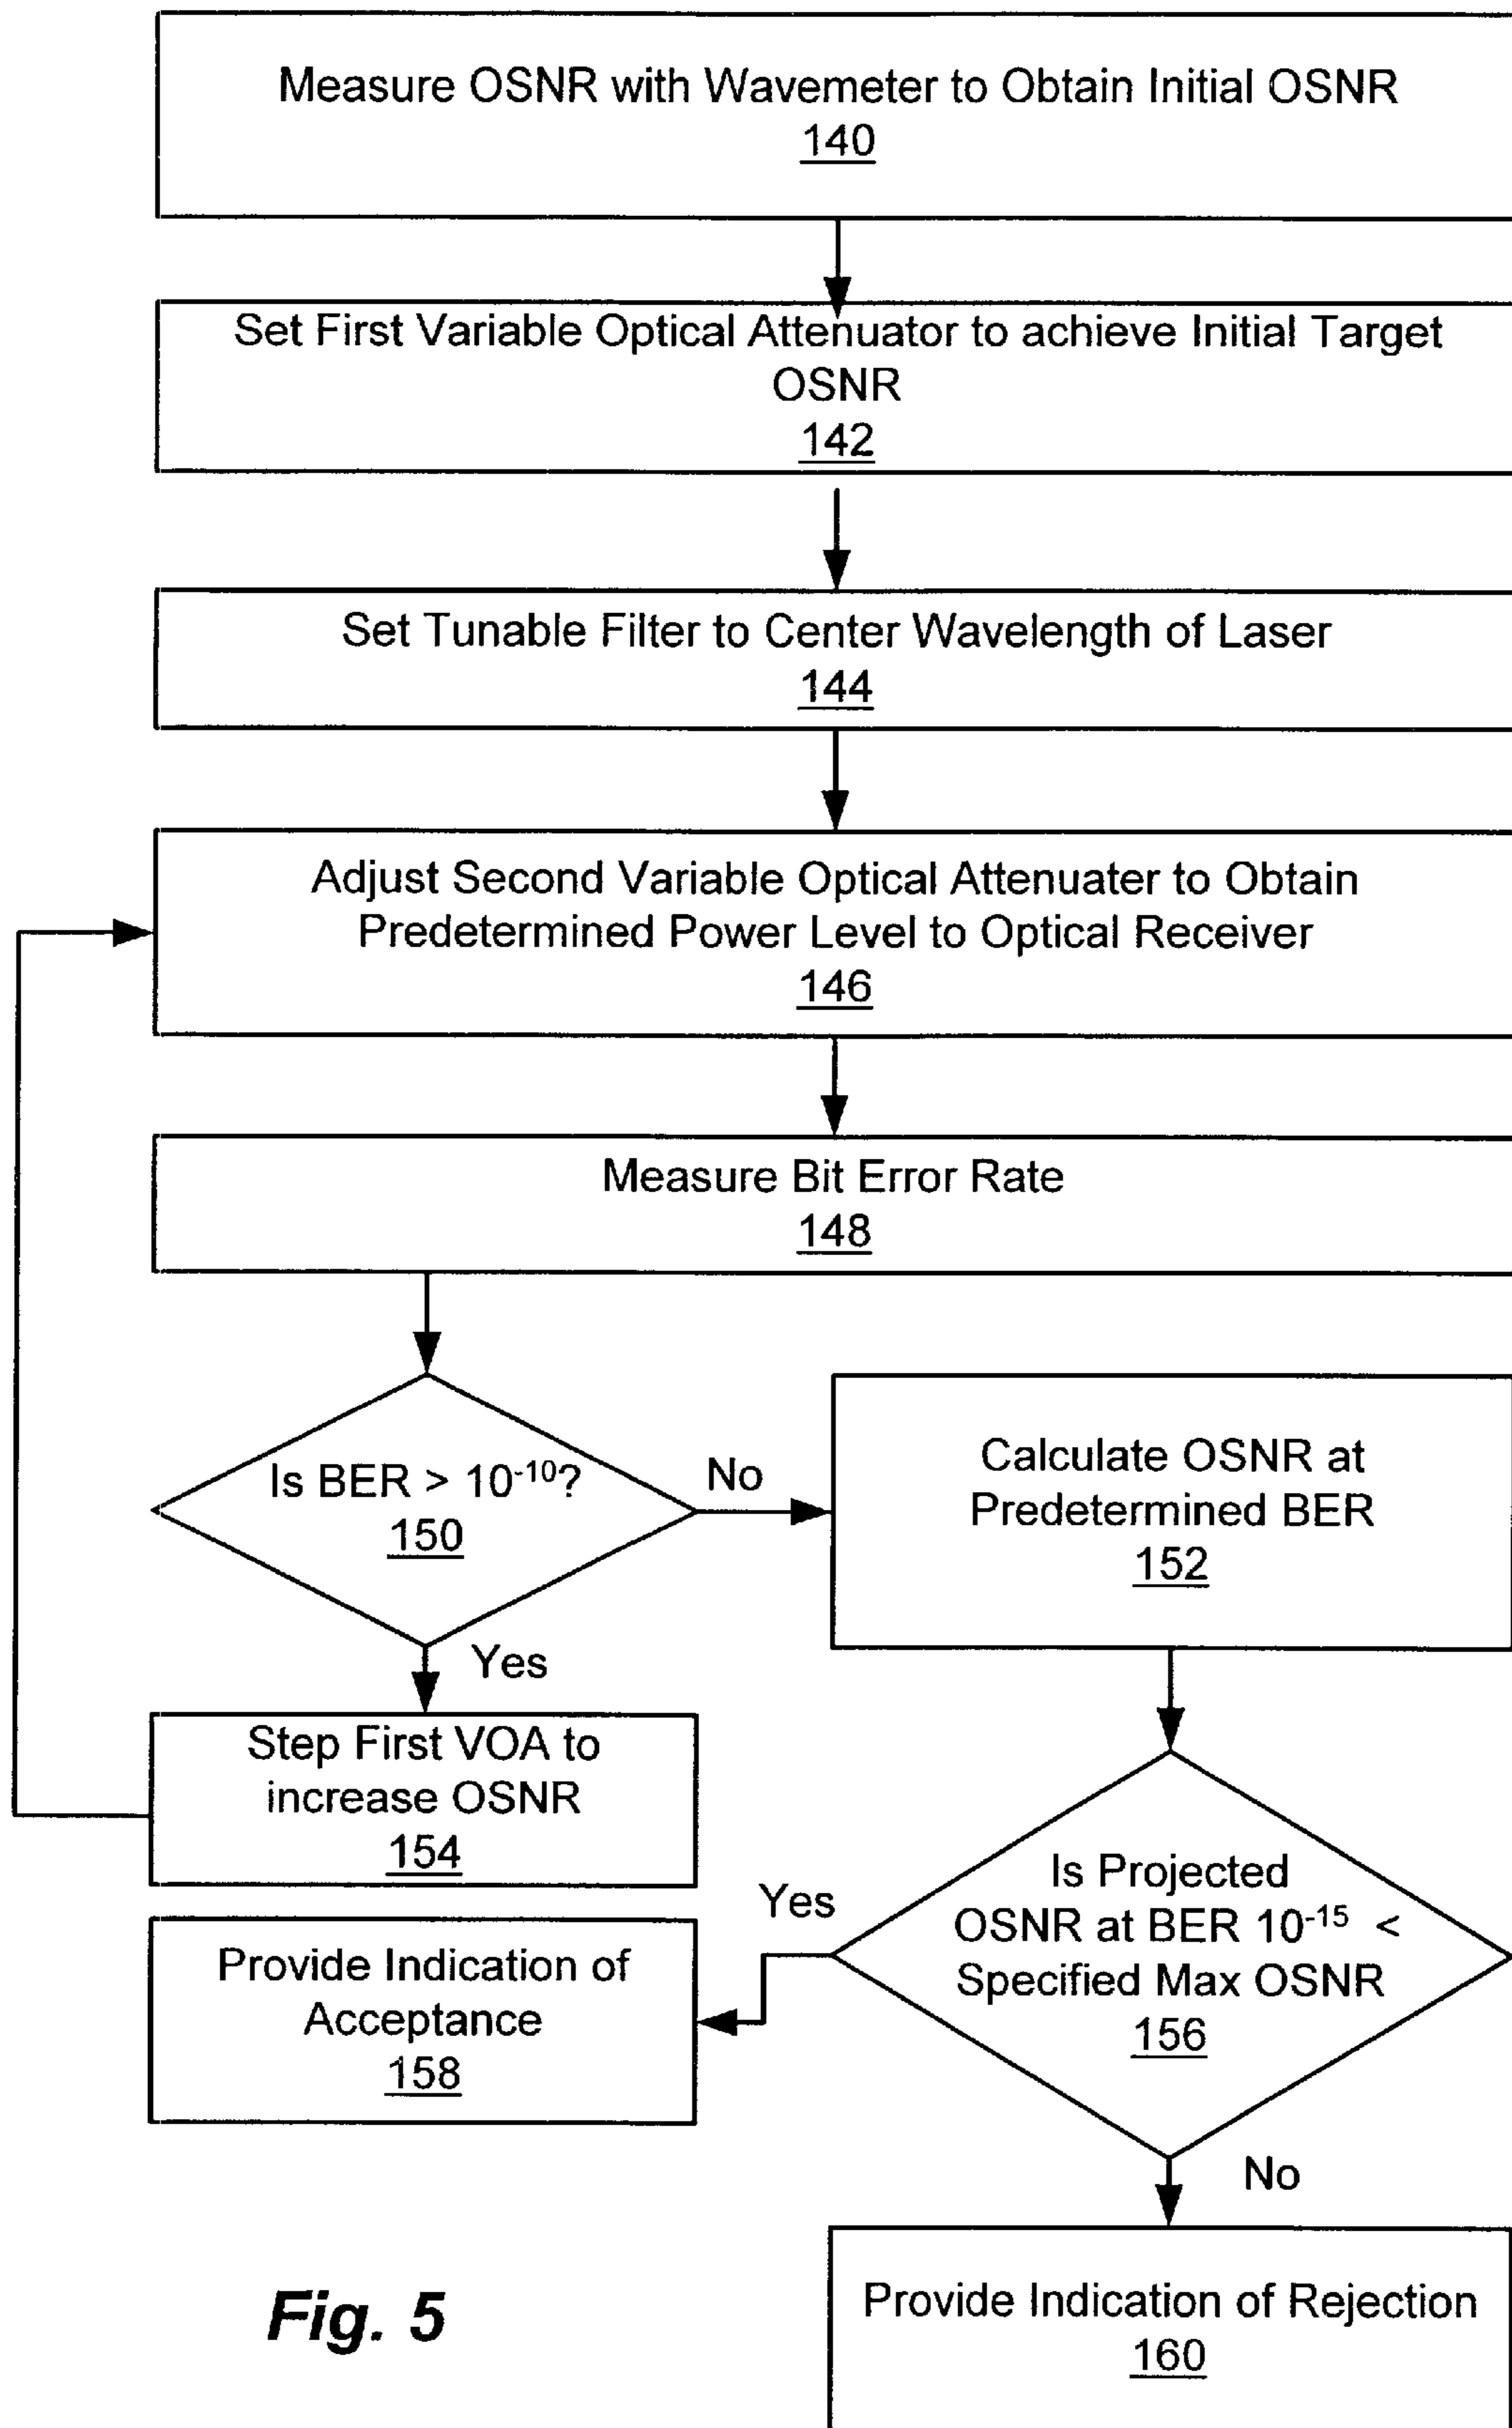 Measure OSNR with Wavemeter to Obtain Initial OSNR
140
Set First Variable Optical Attenuator to achieve Initial Target
OSNR
142
Set Tunable Filter to Center Wavelength of Laser
144
Adjust Second Variable Optical Attenuater to Obtain
Predetermined Power Level to Optical Receiver
146
Measure Bit Error Rate
148
Is BER > 10⁻¹⁰?
150
No
Calculate OSNR at
Predetermined BER
152
Yes
Step First VOA to
increase OSNR
154
Is Projected
OSNR at BER 10⁻¹⁵ <
Specified Max OSNR
156
Yes
Provide Indication of
Acceptance
158
No
Provide Indication of Rejection
160
Fig. 5